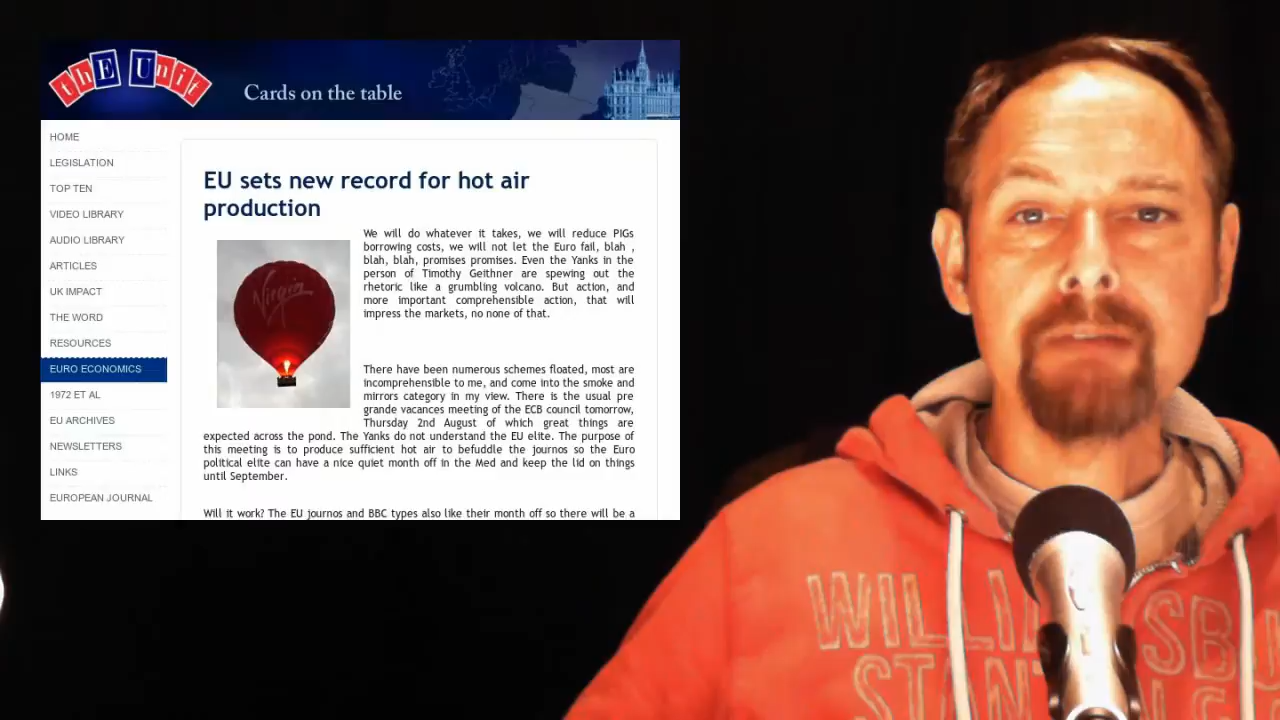 thE Unit
Cards on the table
HOME
LEGISLATION
TOP TEN
VIDEO LIBRARY
AUDIO LIBRARY
ARTICLES
UK IMPACT
THE WORD
RESOURCES
EURO ECONOMICS
1972 ET AL
EU ARCHIVES
NEWSLETTERS
LINKS
EUROPEAN JOURNAL
EU sets new record for hot air
production
Virgin
We will do whatever it takes, we will reduce PIGs
borrowing costs, we will not let the Euro fail, blah ,
blah, blah, promises promises. Even the Yanks in the
person of Timothy Geithner are spewing out the
rhetoric like a grumbling volcano. But action, and
more important comprehensible action, that will
impress the markets, no none of that.
There have been numerous schemes floated, most are
incomprehensible to me, and come into the smoke and
mirrors category in my view. There is the usual pre
grande vacances meeting of the ECB council tomorrow,
Thursday 2nd August of which great things are
expected across the pond. The Yanks do not understand the EU elite. The purpose of
this meeting is to produce sufficient hot air to befuddle the journos so the Euro
political elite can have a nice quiet month off in the Med and keep the lid on things
until September.
Will it work? The EU journos and BBC types also like their month off so there will be a